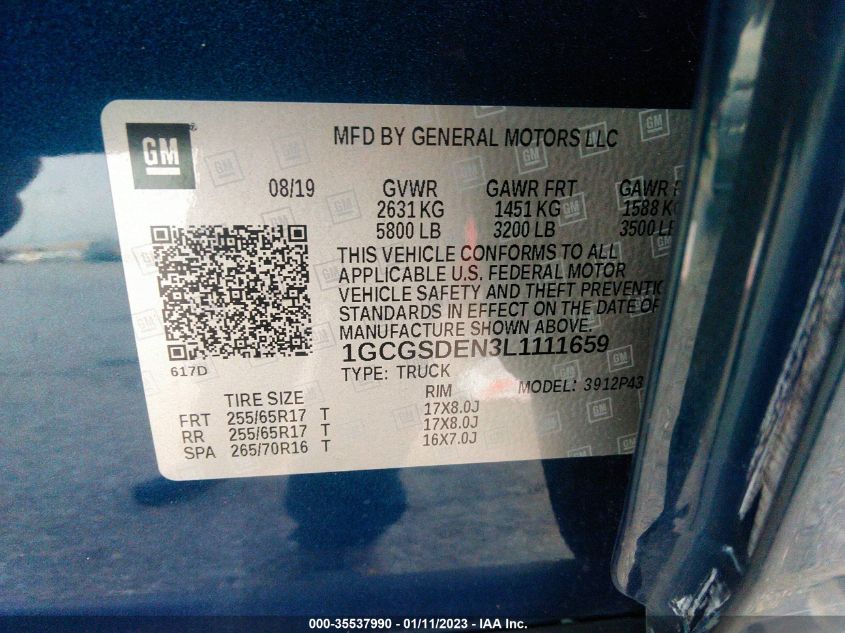 GM
MFD BY GENERAL MOTORS LLC
08/19 GVWR GAWR FRT GAWR
2631 KG 1451 KG 1588 K
5800 LB 3200 LB 3500 LB
THIS VEHICLE CONFORMS TO ALL
APPLICABLE U.S. FEDERAL MOTOR
VEHICLE SAFETY AND THEFT PREVENTIO
STANDARDS IN EFFECT ON THE DATE OF
MANUFACTURE SHOWN ABOVE.
1GCGSDEN3L1111659
617D
TYPE: TRUCK
MODEL: 3912P43
TIRE SIZE RIM
FRT 255/65R17 T 17X8.0J
RR 255/65R17 T 17X8.0J
SPA 265/70R16 T 16X7.0J
000-35537990 - 01/11/2023 - IAA Inc.